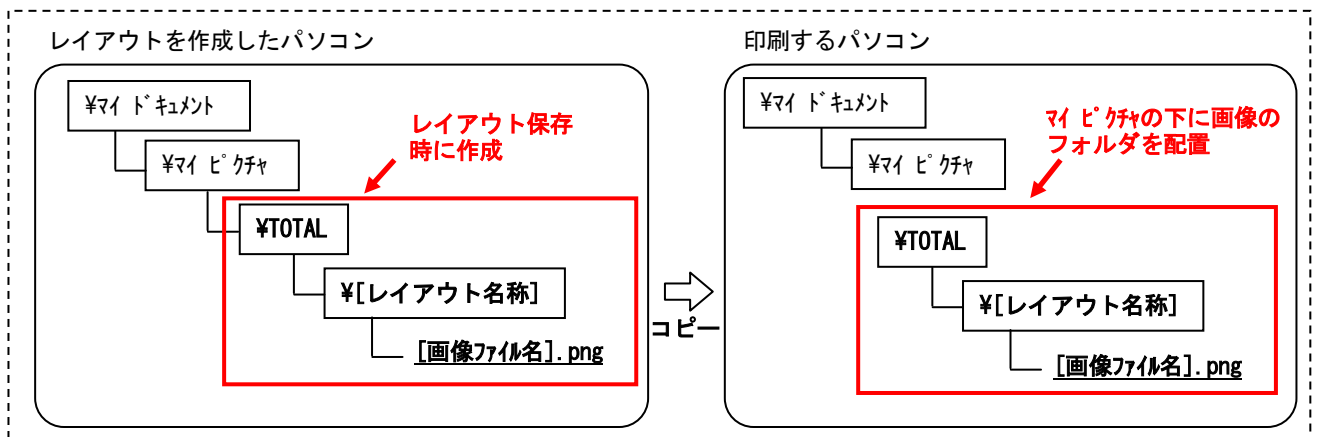 レイアウトを作成したパソコン
¥ﾏｲ ﾄﾞｷｭﾒﾝﾄ
¥ﾏｲ ﾋﾟｸﾁｬ
レイアウト保存
時に作成
¥TOTAL
¥[レイアウト名称]
[画像ﾌｧｲﾙ名].png
コピー
印刷するパソコン
¥ﾏｲ ﾄﾞｷｭﾒﾝﾄ
¥ﾏｲ ﾋﾟｸﾁｬ
ﾏｲ ﾋﾟｸﾁｬの下に画像の
フォルダを配置
¥TOTAL
¥[レイアウト名称]
[画像ﾌｧｲﾙ名].png